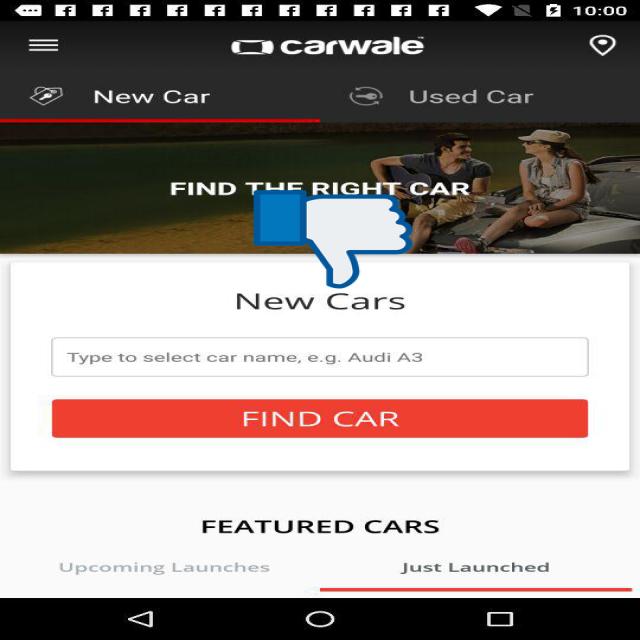 10:00
carwale™
New Car
Used Car
FIND THE RIGHT CAR
New Cars
Type to select car name, e.g. Audi A3
FIND CAR
FEATURED CARS
Upcoming Launches
Just Launched